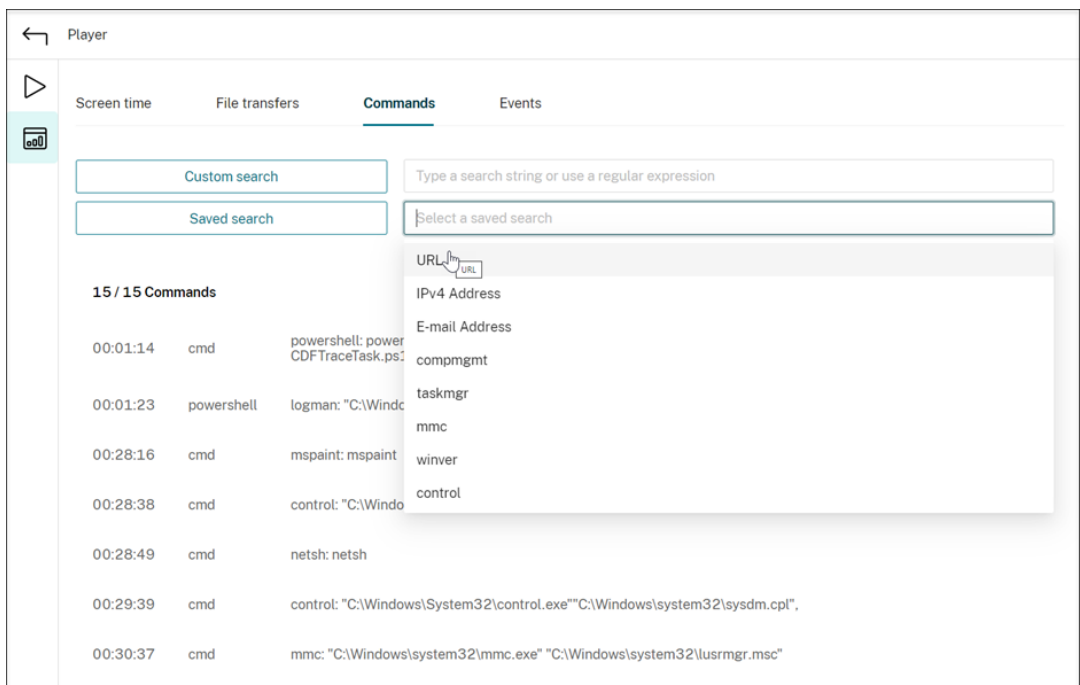 Player
Screen time File transfers Commands Events
Custom search Type a search string or use a regular expression
Saved search Select a saved search
URL URL
15 / 15 Commands IPv4 Address
E-mail Address
00:01:14 cmd powershell: power
CDFTraceTask.ps1 compmgmt
taskmgr
00:01:23 powershell logman: "C:\Windo
mmc
00:28:16 cmd mspaint: mspaint winver
control
00:28:38 cmd control: "C:\Windo
00:28:49 cmd netsh: netsh
00:29:39 cmd control: "C:\Windows\System32\control.exe""C:\Windows\system32\sysdm.cpl",
00:30:37 cmd mmc: "C:\Windows\system32\mmc.exe" "C:\Windows\system32\lusrmgr.msc"